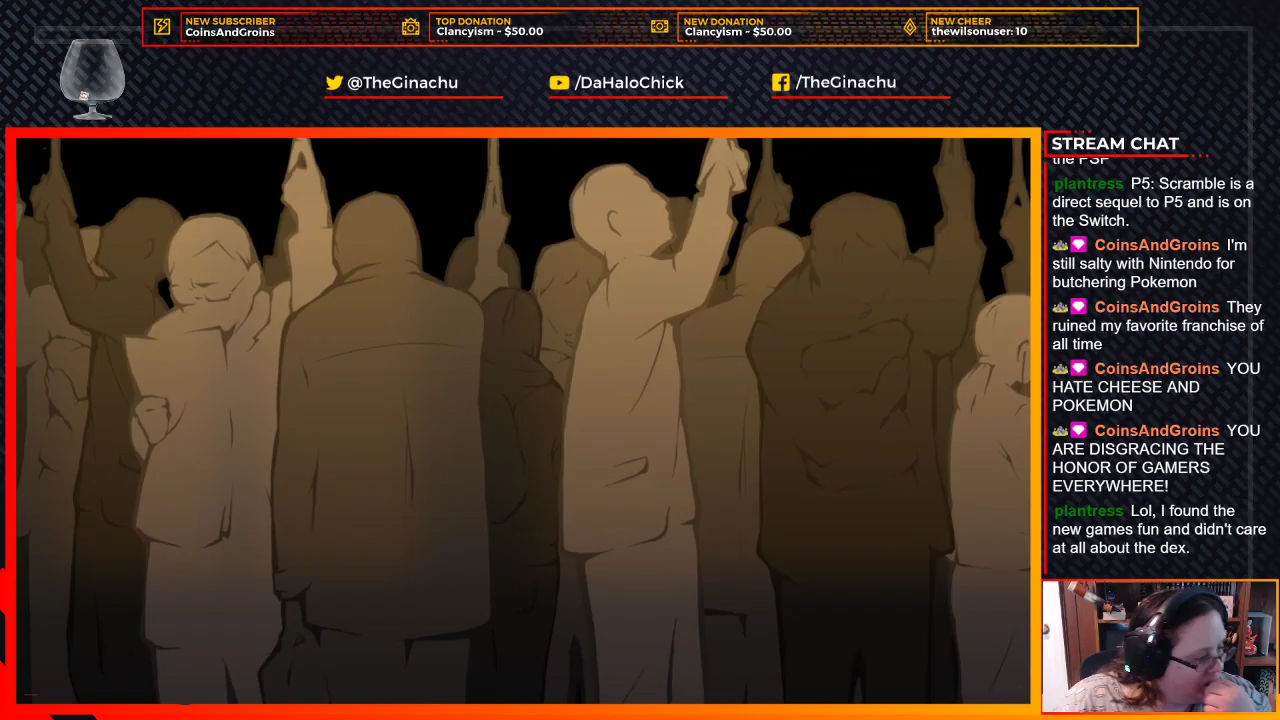 NEW SUBSCRIBER
CoinsAndGroins
TOP DONATION
Clancyism - $50.00
NEW DONATION
Clancyism - $50.00
NEW CHEER
thewilsonuser: 10
@TheGinachu
/DaHaloChick
/TheGinachu
STREAM CHAT
the PSP
plantress P5: Scramble is a
direct sequel to P5 and is on
the Switch.
CoinsAndGroins I'm
still salty with Nintendo for
butchering Pokemon
CoinsAndGroins They
ruined my favorite franchise of
all time
CoinsAndGroins YOU
HATE CHEESE AND
POKEMON
CoinsAndGroins YOU
ARE DISGRACING THE
HONOR OF GAMERS
EVERYWHERE!
plantress Lol, I found the
new games fun and didn't care
at all about the dex.